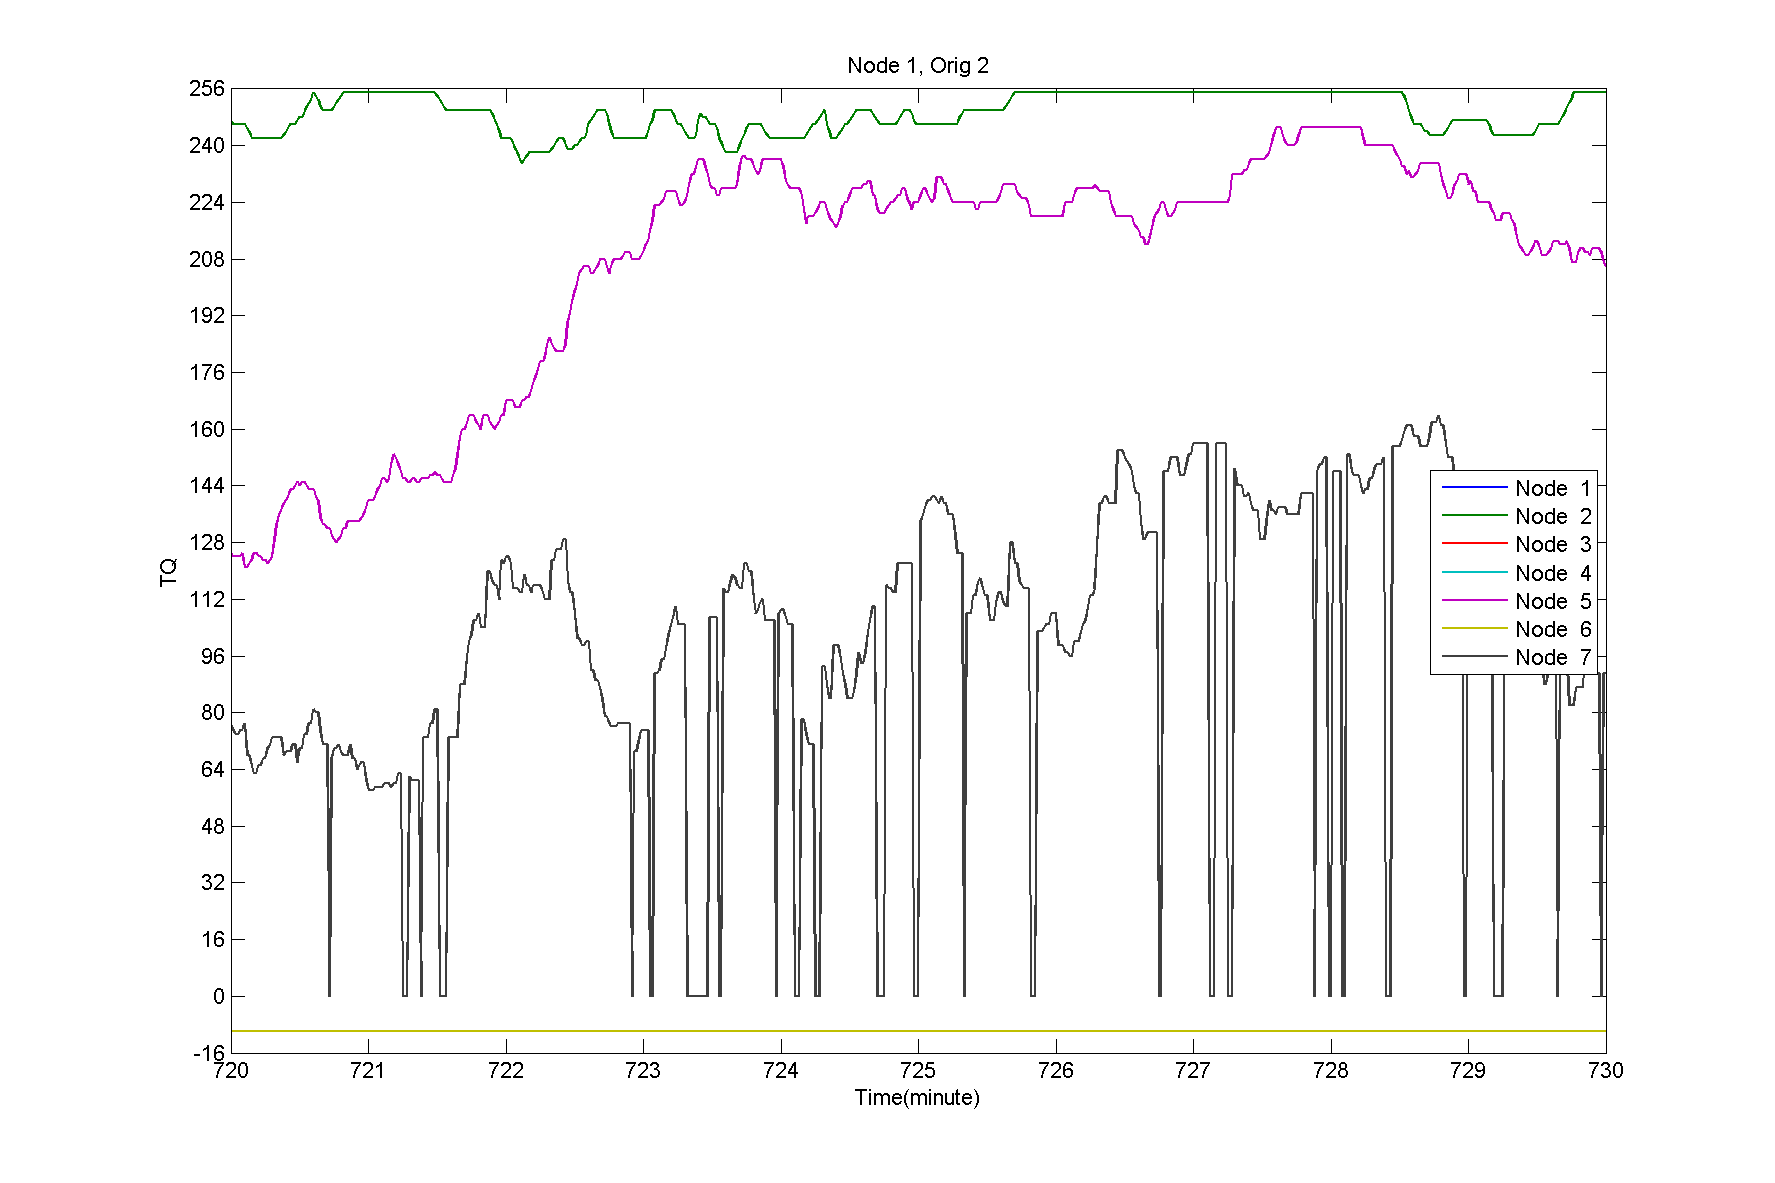 Node 1, Orig 2
256
240
224
208
192
176
160
144
128
112
96
80
64
48
32
16
0
-16
TQ
Node 1
Node 2
Node 3
Node 4
Node 5
Node 6
Node 7
720 721 722 723 724 725 726 727 728 729 730
Time(minute)